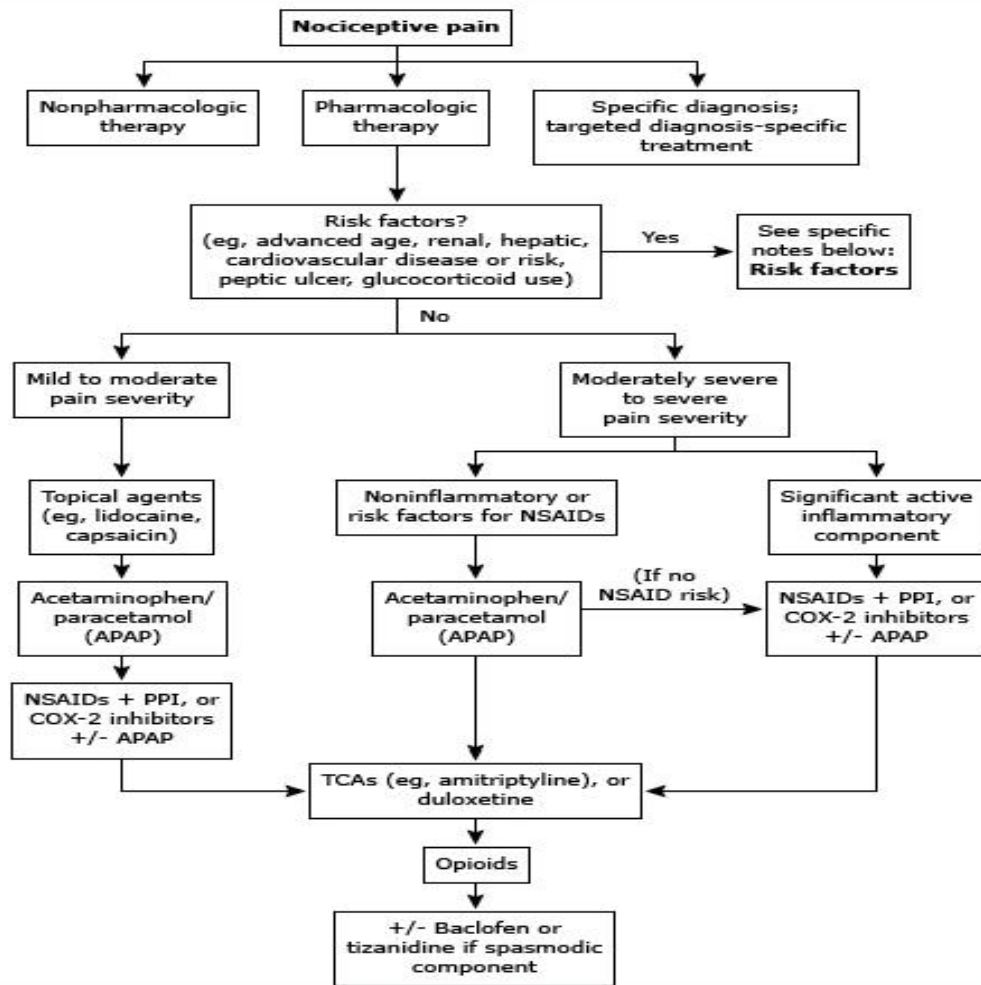 Nociceptive pain
Nonpharmacologic
therapy
Pharmacologic
therapy
Specific diagnosis;
targeted diagnosis-specific
treatment
Risk factors?
(eg, advanced age, renal, hepatic,
cardiovascular disease or risk,
peptic ulcer, glucocorticoid use)
Yes
See specific
notes below:
Risk factors
No
Mild to moderate
pain severity
Moderately severe
to severe
pain severity
Topical agents
(eg, lidocaine,
capsaicin)
Noninflammatory or
risk factors for NSAIDs
Significant active
inflammatory
component
Acetaminophen/
paracetamol
(APAP)
Acetaminophen/
paracetamol
(APAP)
(If no
NSAID risk)
NSAIDs + PPI, or
COX-2 inhibitors
+/- APAP
NSAIDs + PPI, or
COX-2 inhibitors
+/- APAP
TCAs (eg, amitriptyline), or
duloxetine
Opioids
+/- Baclofen or
tizanidine if spasmodic
component